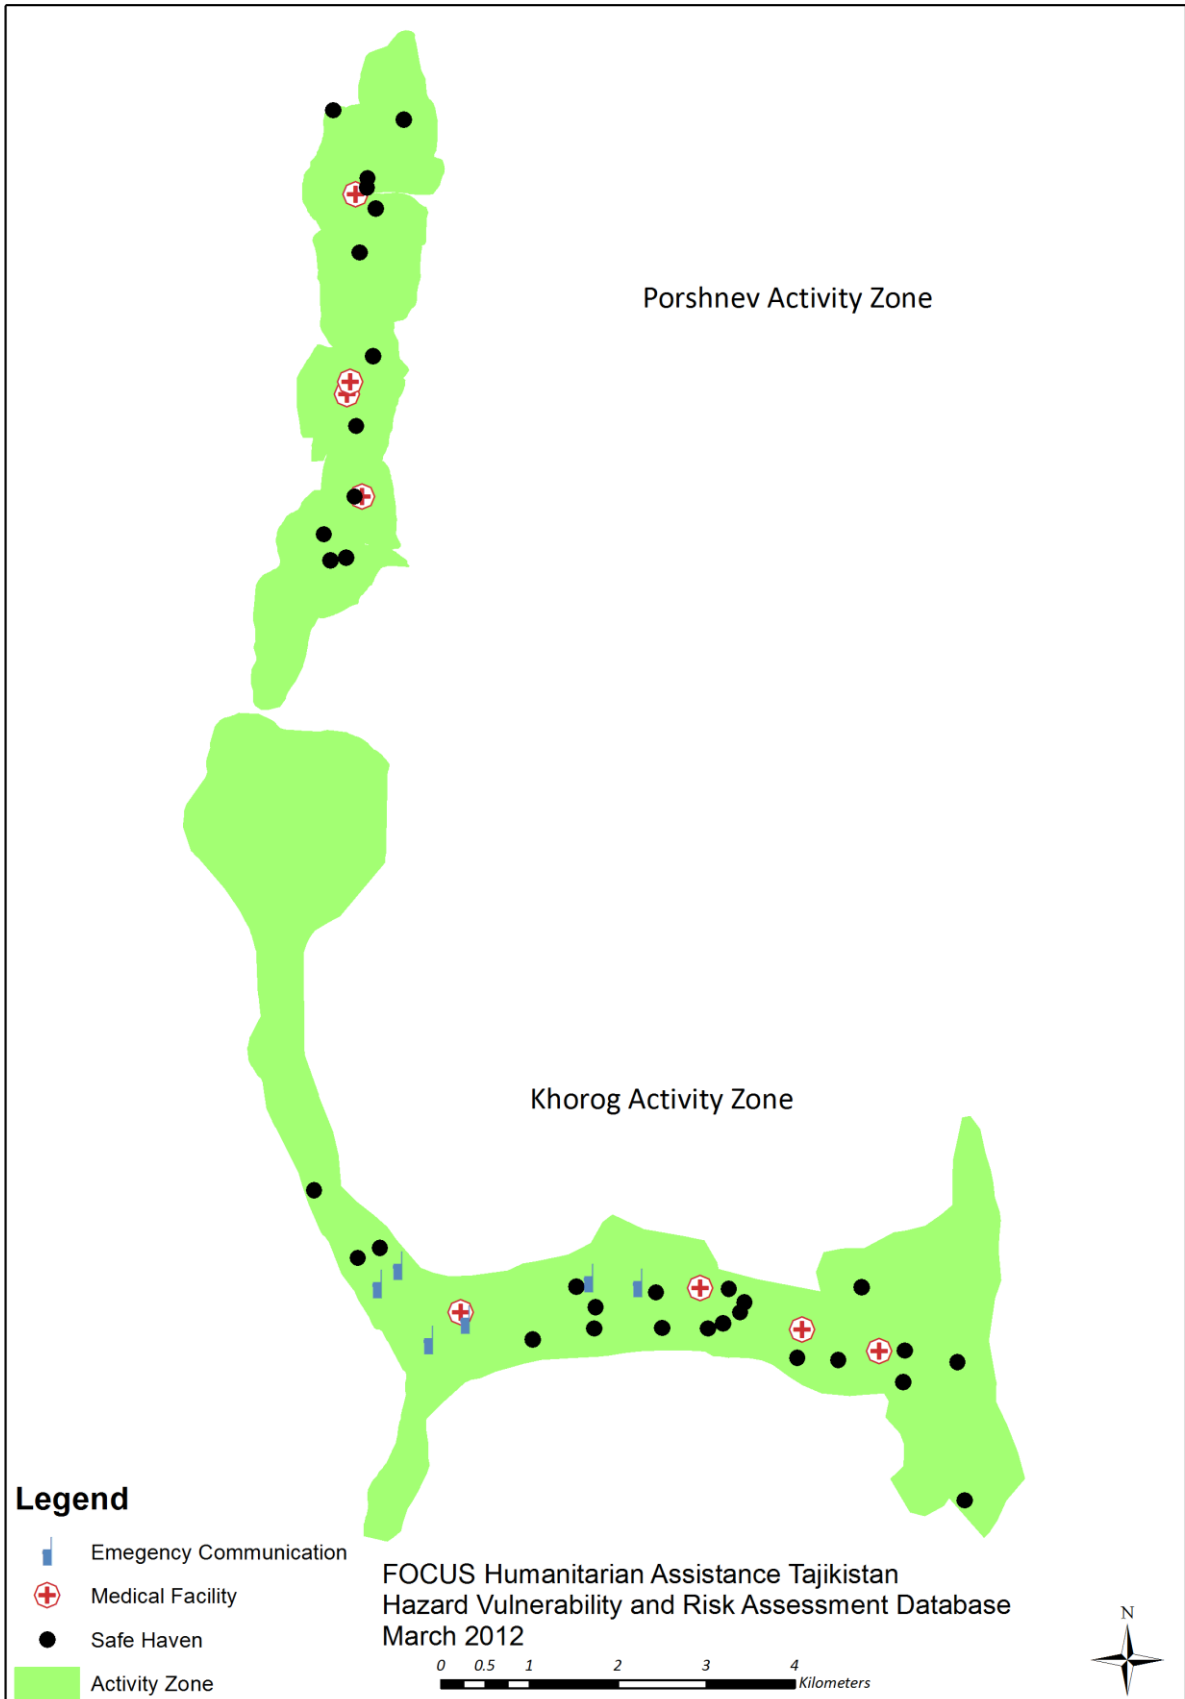 Porshnev Activity Zone
Khorog Activity Zone
Legend
Emegency Communication
Medical Facility
Safe Haven
Activity Zone
FOCUS Humanitarian Assistance Tajikistan
Hazard Vulnerability and Risk Assessment Database
March 2012
0 0.5 1 2 3 4
Kilometers
N